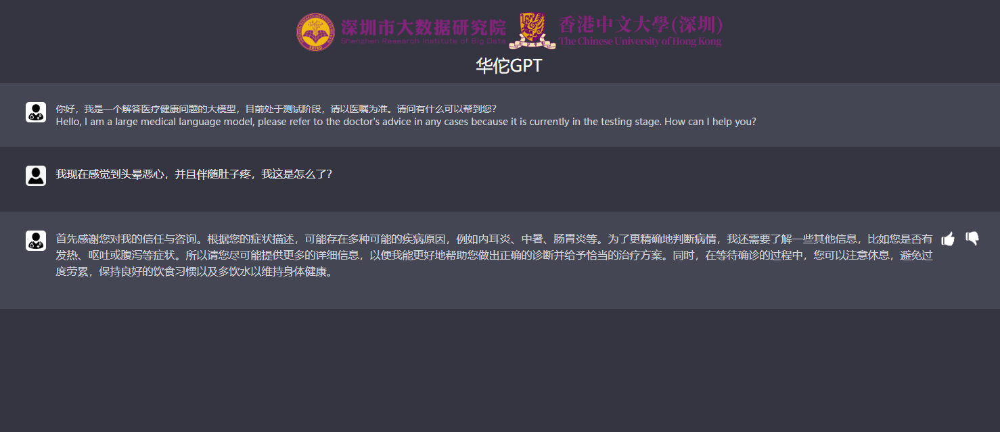 深圳市大数据研究院
Shenzhen Research Institute of Big Data
香港中文大學(深圳)
The Chinese University of Hong Kong
华佗GPT
你好，我是一个解答医疗健康问题的大模型，目前处于测试阶段，请以医嘱为准。请问有什么可以帮到您?
Hello, I am a large medical language model, please refer to the doctor's advice in any cases because it is currently in the testing stage. How can I help you?
我现在感觉到头晕恶心，并且伴随肚子疼，我这是怎么了?
首先感谢您对我的信任与咨询。根据您的症状描述，可能存在多种可能的疾病原因，例如内耳炎、中暑、肠胃炎等。为了更精确地判断病情，我还需要了解一些其他信息，比如您是否有
发热、呕吐或腹泻等症状。所以请您尽可能提供更多的详细信息，以便我能更好地帮助您做出正确的诊断并给予恰当的治疗方案。同时，在等待确诊的过程中，您可以注意休息，避免过
度劳累，保持良好的饮食习惯以及多饮水以维持身体健康。